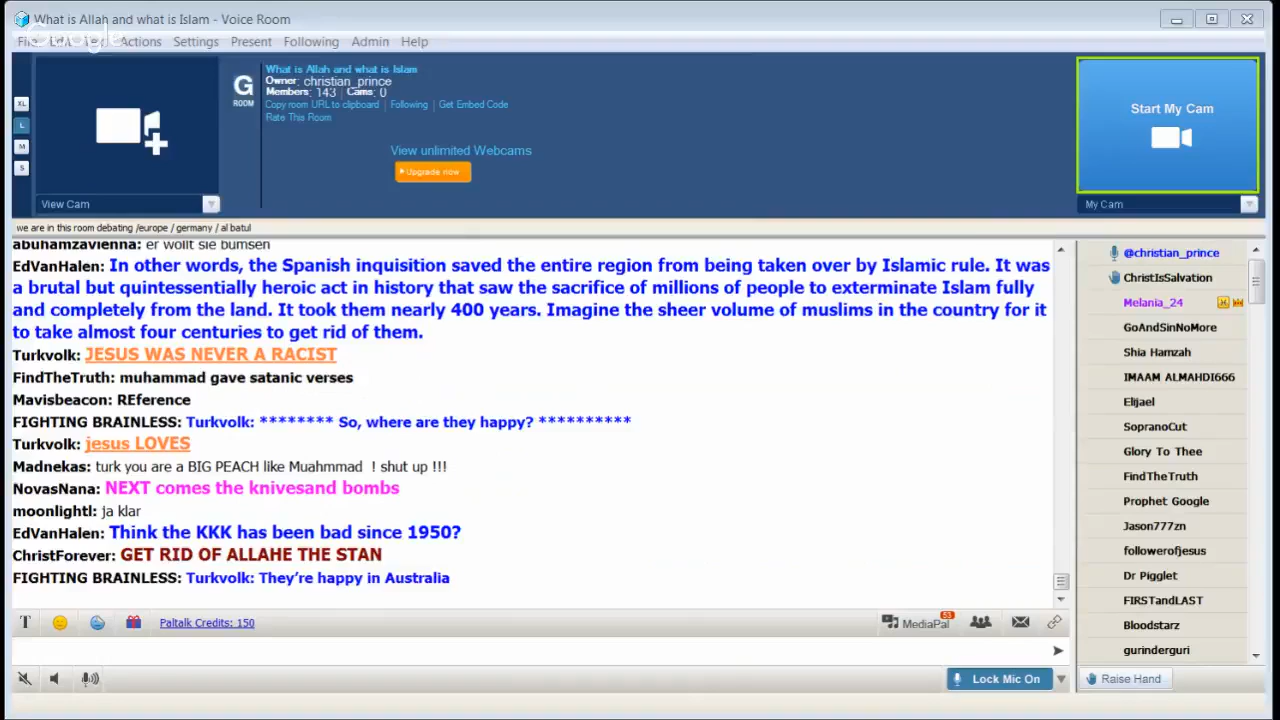 What is Allah and what is Islam - Voice Room
Google
File Edit Text Actions Settings Present Following Admin Help
XL
L
M
S
View Cam
G
ROOM
What is Allah and what is Islam
Owner: christian_prince
Members: 143 Cams: 0
Copy room URL to clipboard | Following | Get Embed Code
Rate This Room
View unlimited Webcams
Upgrade now
Start My Cam
My Cam
we are in this room debating /europe / germany / al batul
abuhamzavienna: er wollt sie bumsen
EdVanHalen: In other words, the Spanish inquisition saved the entire region from being taken over by Islamic rule. It was
a brutal but quintessentially heroic act in history that saw the sacrifice of millions of people to exterminate Islam fully
and completely from the land. It took them nearly 400 years. Imagine the sheer volume of muslims in the country for it
to take almost four centuries to get rid of them.
Turkvolk: JESUS WAS NEVER A RACIST
FindTheTruth: muhammad gave satanic verses
Mavisbeacon: REference
FIGHTING BRAINLESS: Turkvolk: ******** So, where are they happy? **********
Turkvolk: jesus LOVES
Madnekas: turk you are a BIG PEACH like Muahmmad ! shut up !!!
NovasNana: NEXT comes the knivesand bombs
moonlightl: ja klar
EdVanHalen: Think the KKK has been bad since 1950?
ChristForever: GET RID OF ALLAHE THE STAN
FIGHTING BRAINLESS: Turkvolk: They’re happy in Australia
@christian_prince
ChristIsSalvation
Melania_24
GoAndSinNoMore
Shia Hamzah
IMAAM ALMAHDI666
Elijael
SopranoCut
Glory To Thee
FindTheTruth
Prophet Google
Jason777zn
followerofjesus
Dr Pigglet
FIRSTandLAST
Bloodstarz
gurinderguri
T
Paltalk Credits: 150
MediaPal
53
Lock Mic On
Raise Hand